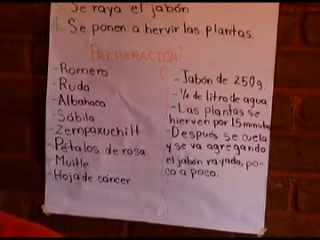 Se raya el jabón
Se ponen a hervir las plantas.
PREPARACIÓN
-Romero
-Ruda
-Albahaca
-Sábila
-Zempaxuchilt
-Pétalos de rosa
-Muitle
-Hoja de cáncer
-Jabón de 250g.
-¼ de litro de agua
-Las plantas se
hierven por 15 minutos
-Después se cuela
y se va agregando
el jabón rayado, po-
co a poco.